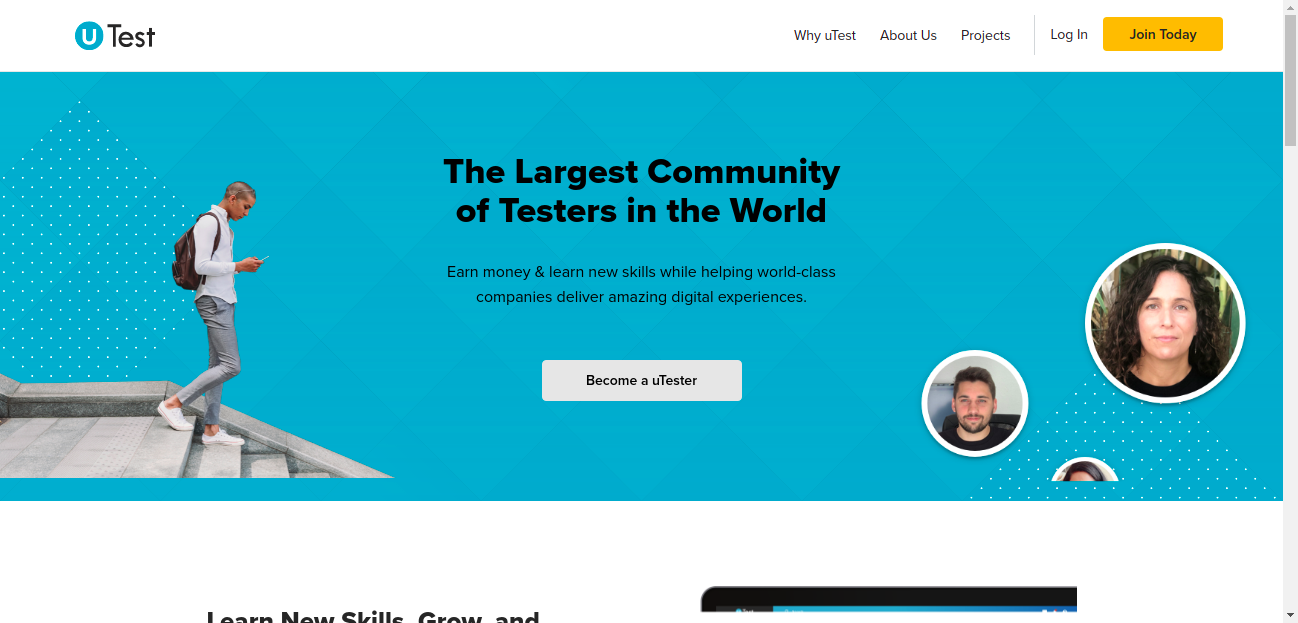 uTest
Why uTest
About Us
Projects
Log In
Join Today
The Largest Community
of Testers in the World
Earn money & learn new skills while helping world-class
companies deliver amazing digital experiences.
Become a uTester
Learn New Skills, Grow, and